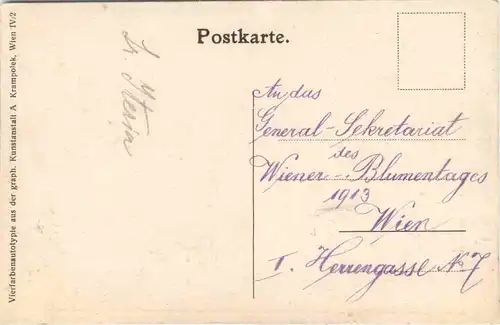 Postkarte.
An das
General-Sekretariat
des
Wiener-Blumentages
1913
Wien
I. Herrengasse N 7
Vierfarbenautotypie aus der graph. Kunstanstalt A Krampolek, Wien IV/2